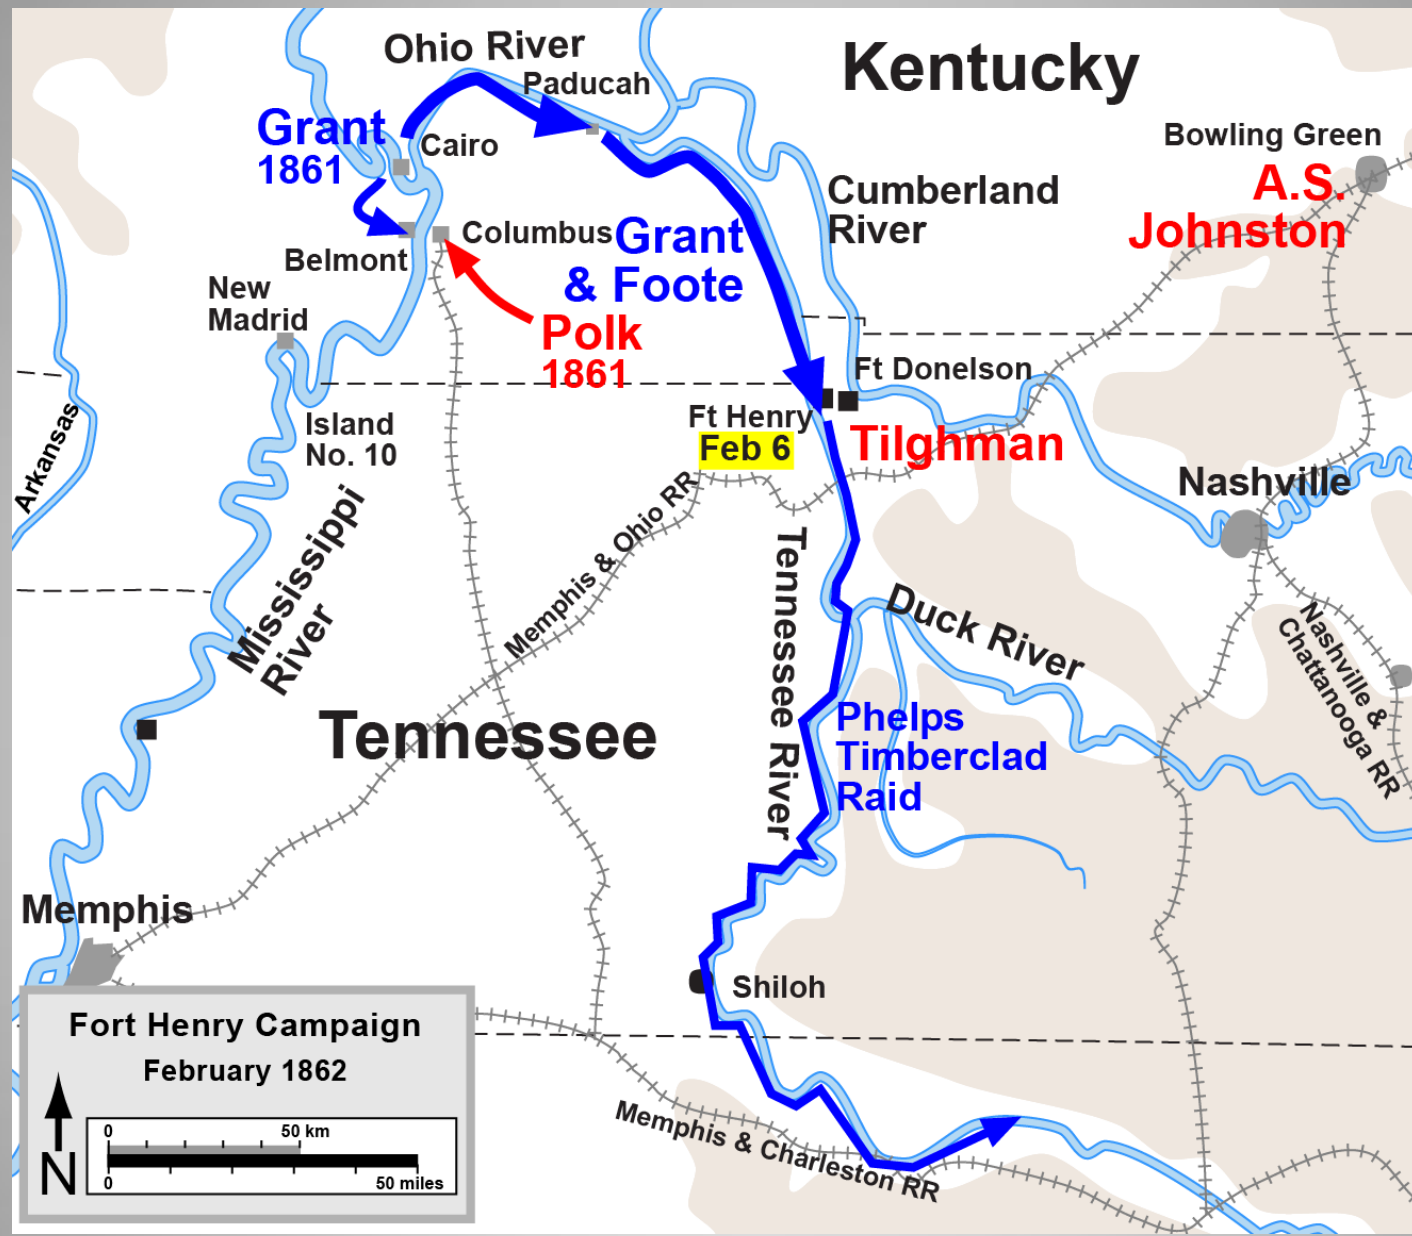 Ohio River
Kentucky
Paducah
Grant
1861
Cairo
Bowling Green
A.S.
Johnston
Cumberland
River
Columbus
Grant
& Foote
Belmont
New
Madrid
Polk
1861
Ft Donelson
Ft Henry
Feb 6
Tilghman
Island
No. 10
Arkansas
Nashville
Mississippi
River
Memphis & Ohio RR
Tennessee River
Duck River
Nashville &
Chattanooga RR
Tennessee
Phelps
Timberclad
Raid
Memphis
Shiloh
Fort Henry Campaign
February 1862
N
0
50 km
0
50 miles
Memphis & Charleston RR